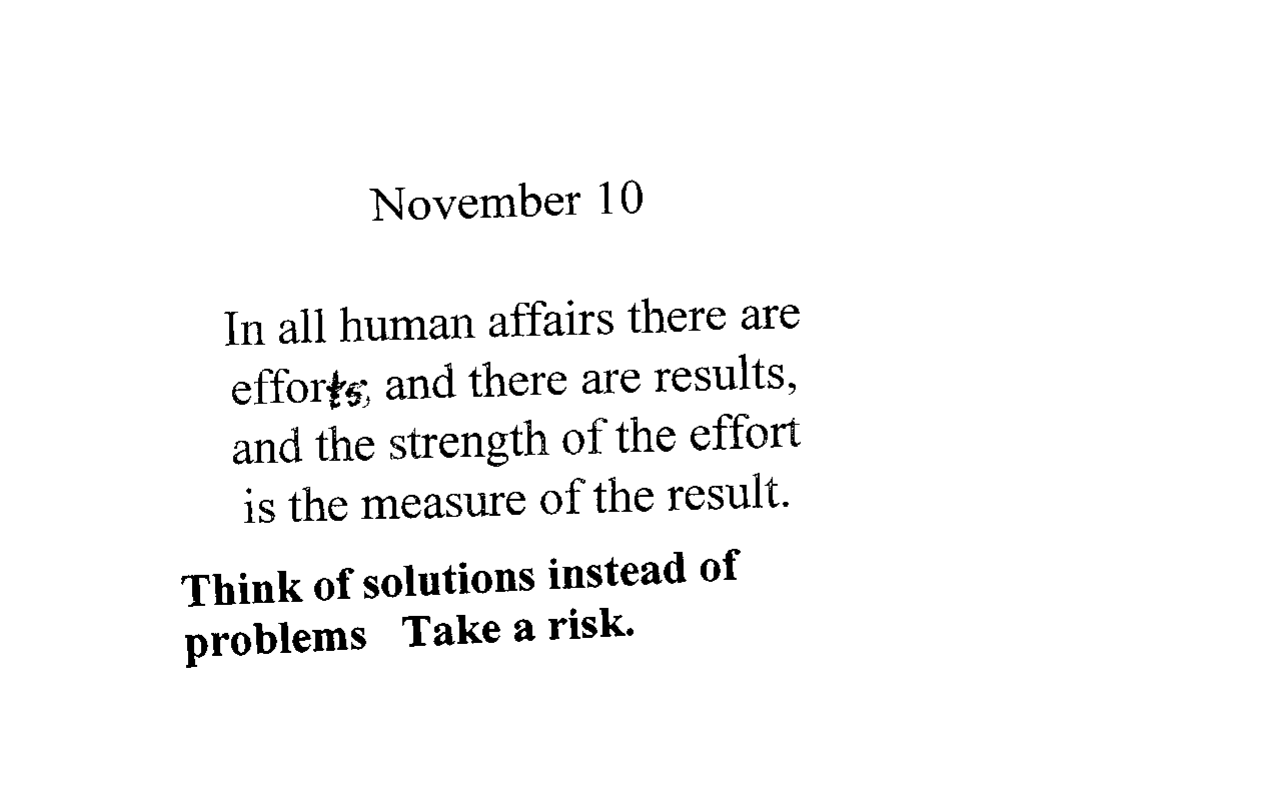 November 10
In all human affairs there are
efforts, and there are results,
and the strength of the effort
is the measure of the result.
Think of solutions instead of
problems Take a risk.